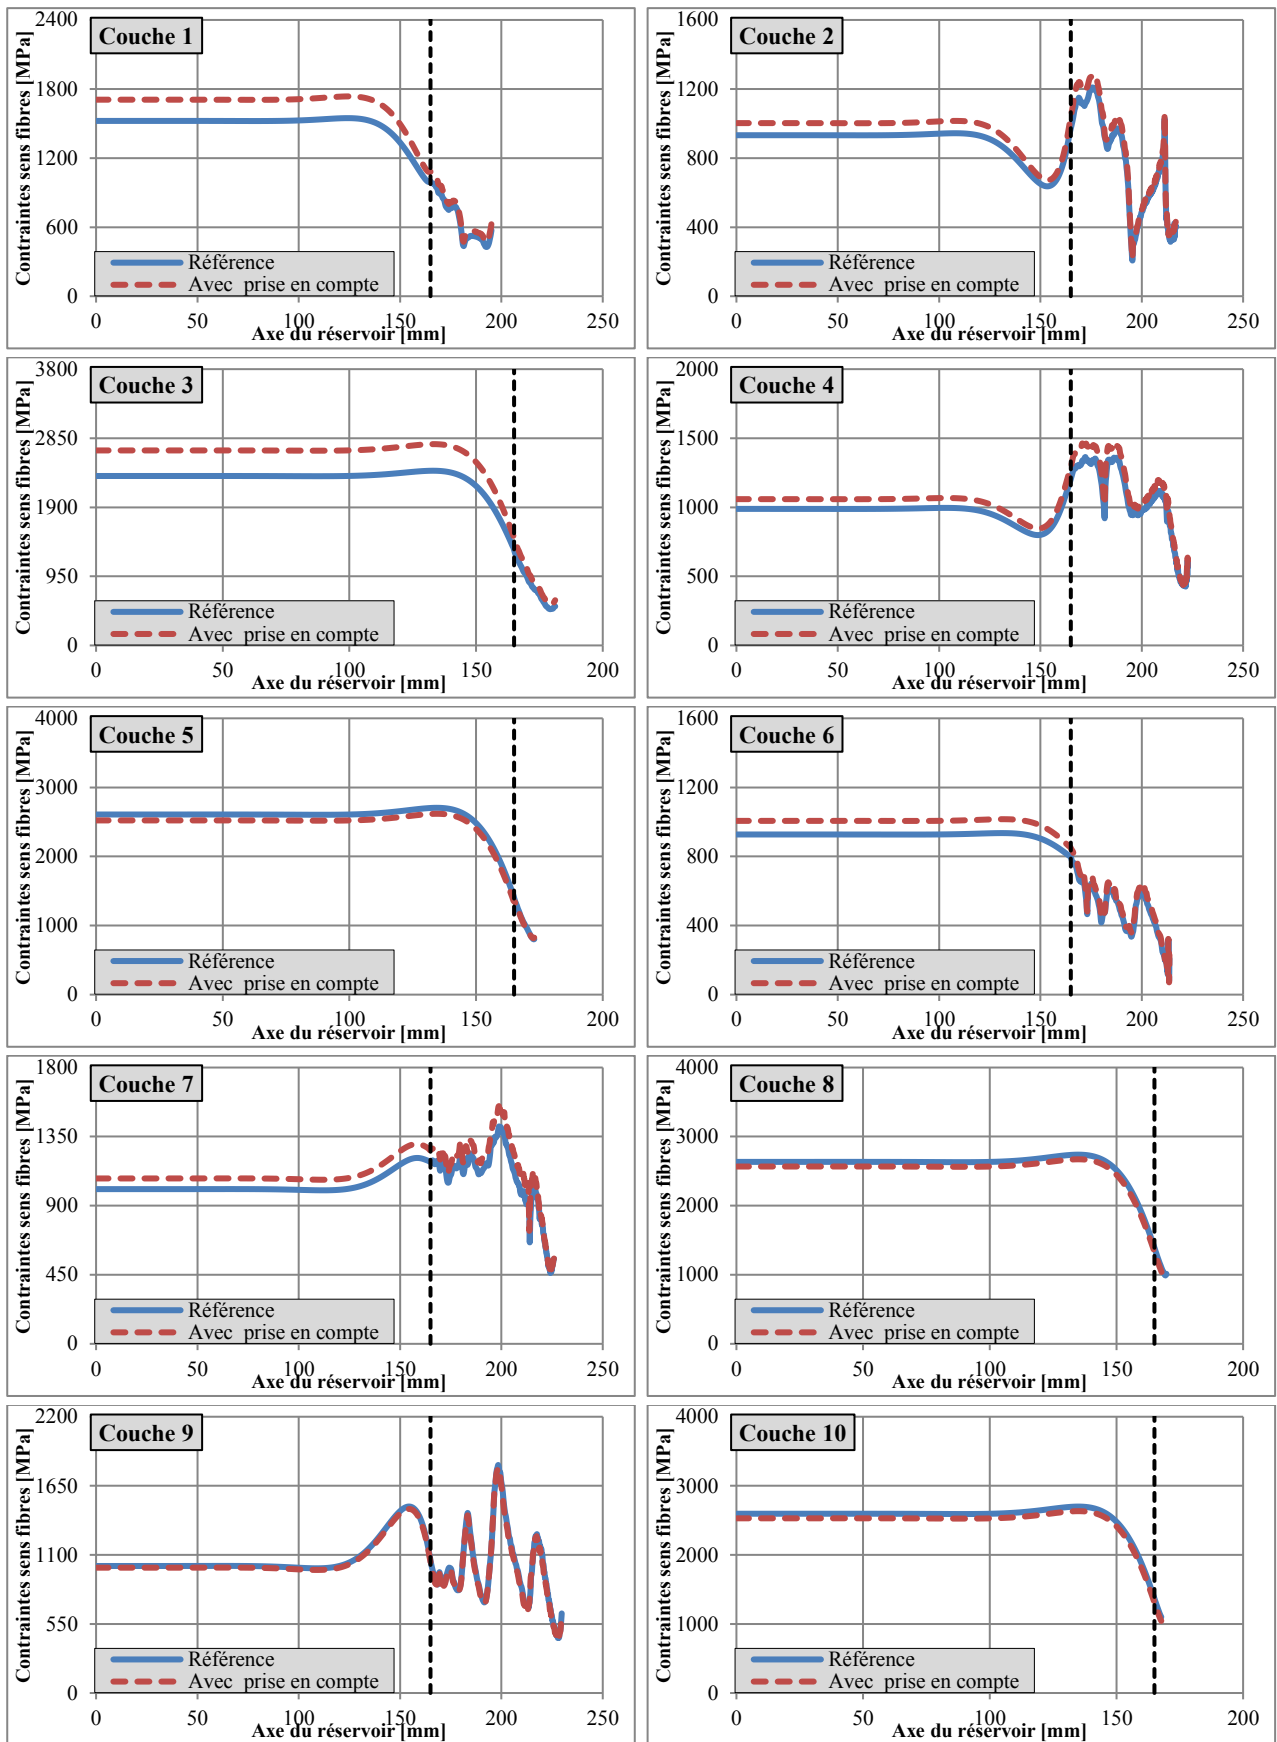 Couche 1
Contraintes sens fibres [MPa]
2400
1800
1200
600
0
Référence
Avec prise en compte
0 50 100 150 200 250
Axe du réservoir [mm]
Couche 2
Contraintes sens fibres [MPa]
1600
1200
800
400
0
Référence
Avec prise en compte
0 50 100 150 200 250
Axe du réservoir [mm]
Couche 3
Contraintes sens fibres [MPa]
3800
2850
1900
950
0
Référence
Avec prise en compte
0 50 100 150 200
Axe du réservoir [mm]
Couche 4
Contraintes sens fibres [MPa]
2000
1500
1000
500
0
Référence
Avec prise en compte
0 50 100 150 200 250
Axe du réservoir [mm]
Couche 5
Contraintes sens fibres [MPa]
4000
3000
2000
1000
0
Référence
Avec prise en compte
0 50 100 150 200
Axe du réservoir [mm]
Couche 6
Contraintes sens fibres [MPa]
1600
1200
800
400
0
Référence
Avec prise en compte
0 50 100 150 200 250
Axe du réservoir [mm]
Couche 7
Contraintes sens fibres [MPa]
1800
1350
900
450
0
Référence
Avec prise en compte
0 50 100 150 200 250
Axe du réservoir [mm]
Couche 8
Contraintes sens fibres [MPa]
4000
3000
2000
1000
0
Référence
Avec prise en compte
0 50 100 150 200
Axe du réservoir [mm]
Couche 9
Contraintes sens fibres [MPa]
2200
1650
1100
550
0
Référence
Avec prise en compte
0 50 100 150 200 250
Axe du réservoir [mm]
Couche 10
Contraintes sens fibres [MPa]
4000
3000
2000
1000
0
Référence
Avec prise en compte
0 50 100 150 200
Axe du réservoir [mm]